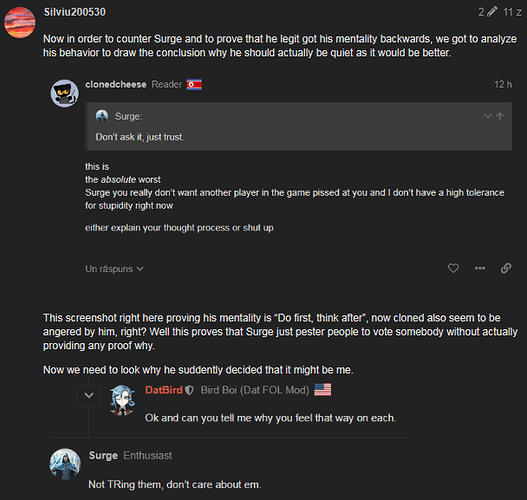 Silviu200530
2 11 z
Now in order to counter Surge and to prove that he legit got his mentality backwards, we got to analyze
his behavior to draw the conclusion why he should actually be quiet as it would be better.
clonedcheese Reader 12 h
Surge:
Don't ask it, just trust.
this is
the absolute worst
Surge you really don't want another player in the game pissed at you and I don't have a high tolerance
for stupidity right now
either explain your thought process or shut up
Un răspuns
This screenshot right here proving his mentality is "Do first, think after", now cloned also seem to be
angered by him, right? Well this proves that Surge just pester people to vote somebody without actually
providing any proof why.
Now we need to look why he suddently decided that it might be me.
DatBird Bird Boi (Dat FOL Mod)
Ok and can you tell me why you feel that way on each.
Surge Enthusiast
Not TRing them, don't care about em.